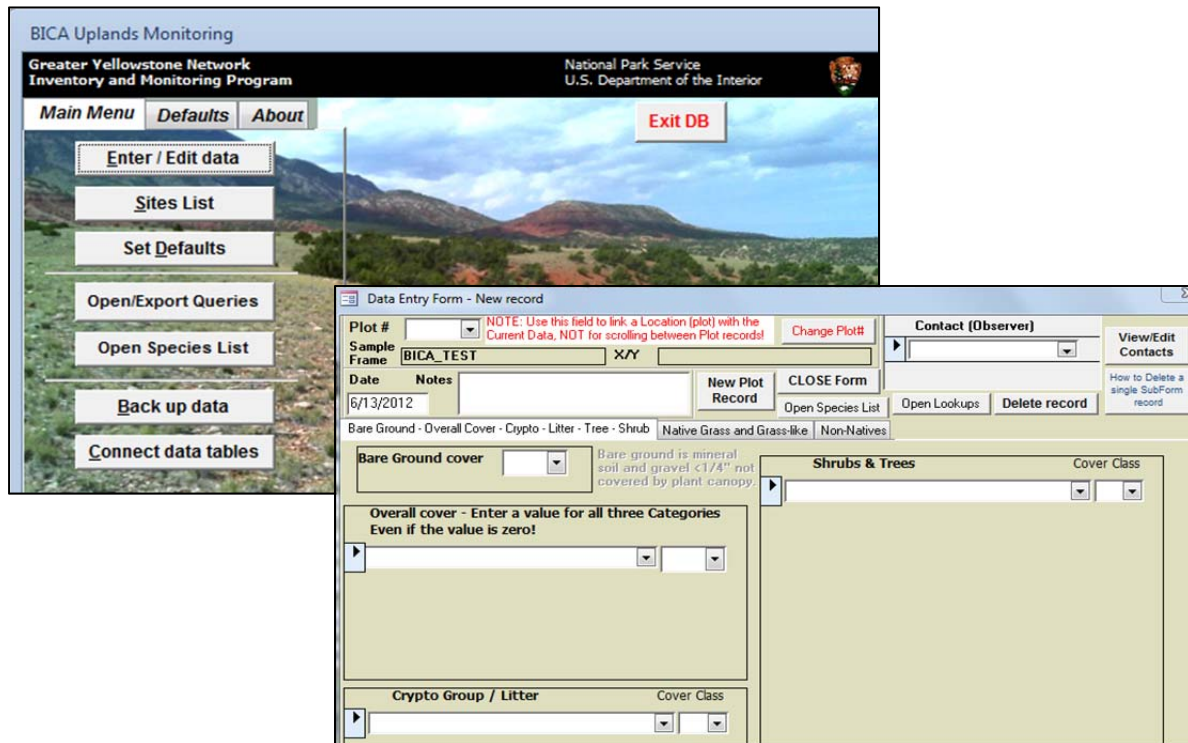 BICA Uplands Monitoring
Greater Yellowstone Network
Inventory and Monitoring Program
National Park Service
U.S. Department of the Interior
Main Menu Defaults About
Exit DB
Enter / Edit data
Sites List
Set Defaults
Open/Export Queries
Open Species List
Back up data
Connect data tables
Data Entry Form - New record
Plot #
NOTE: Use this field to link a Location (plot) with the
Current Data, NOT for scrolling between Plot records!
Change Plot#
Contact (Observer)
View/Edit
Contacts
Sample
Frame BICA_TEST X/Y
Date Notes
6/13/2012
New Plot
Record
CLOSE Form
Open Species List
Open Lookups
Delete record
How to Delete a
single SubForm
record
Bare Ground - Overall Cover - Crypto - Litter - Tree - Shrub Native Grass and Grass-like Non-Natives
Bare Ground cover
Bare ground is mineral
soil and gravel <1/4" not
covered by plant canopy.
Shrubs & Trees Cover Class
Overall cover - Enter a value for all three Categories
Even if the value is zero!
Crypto Group / Litter Cover Class